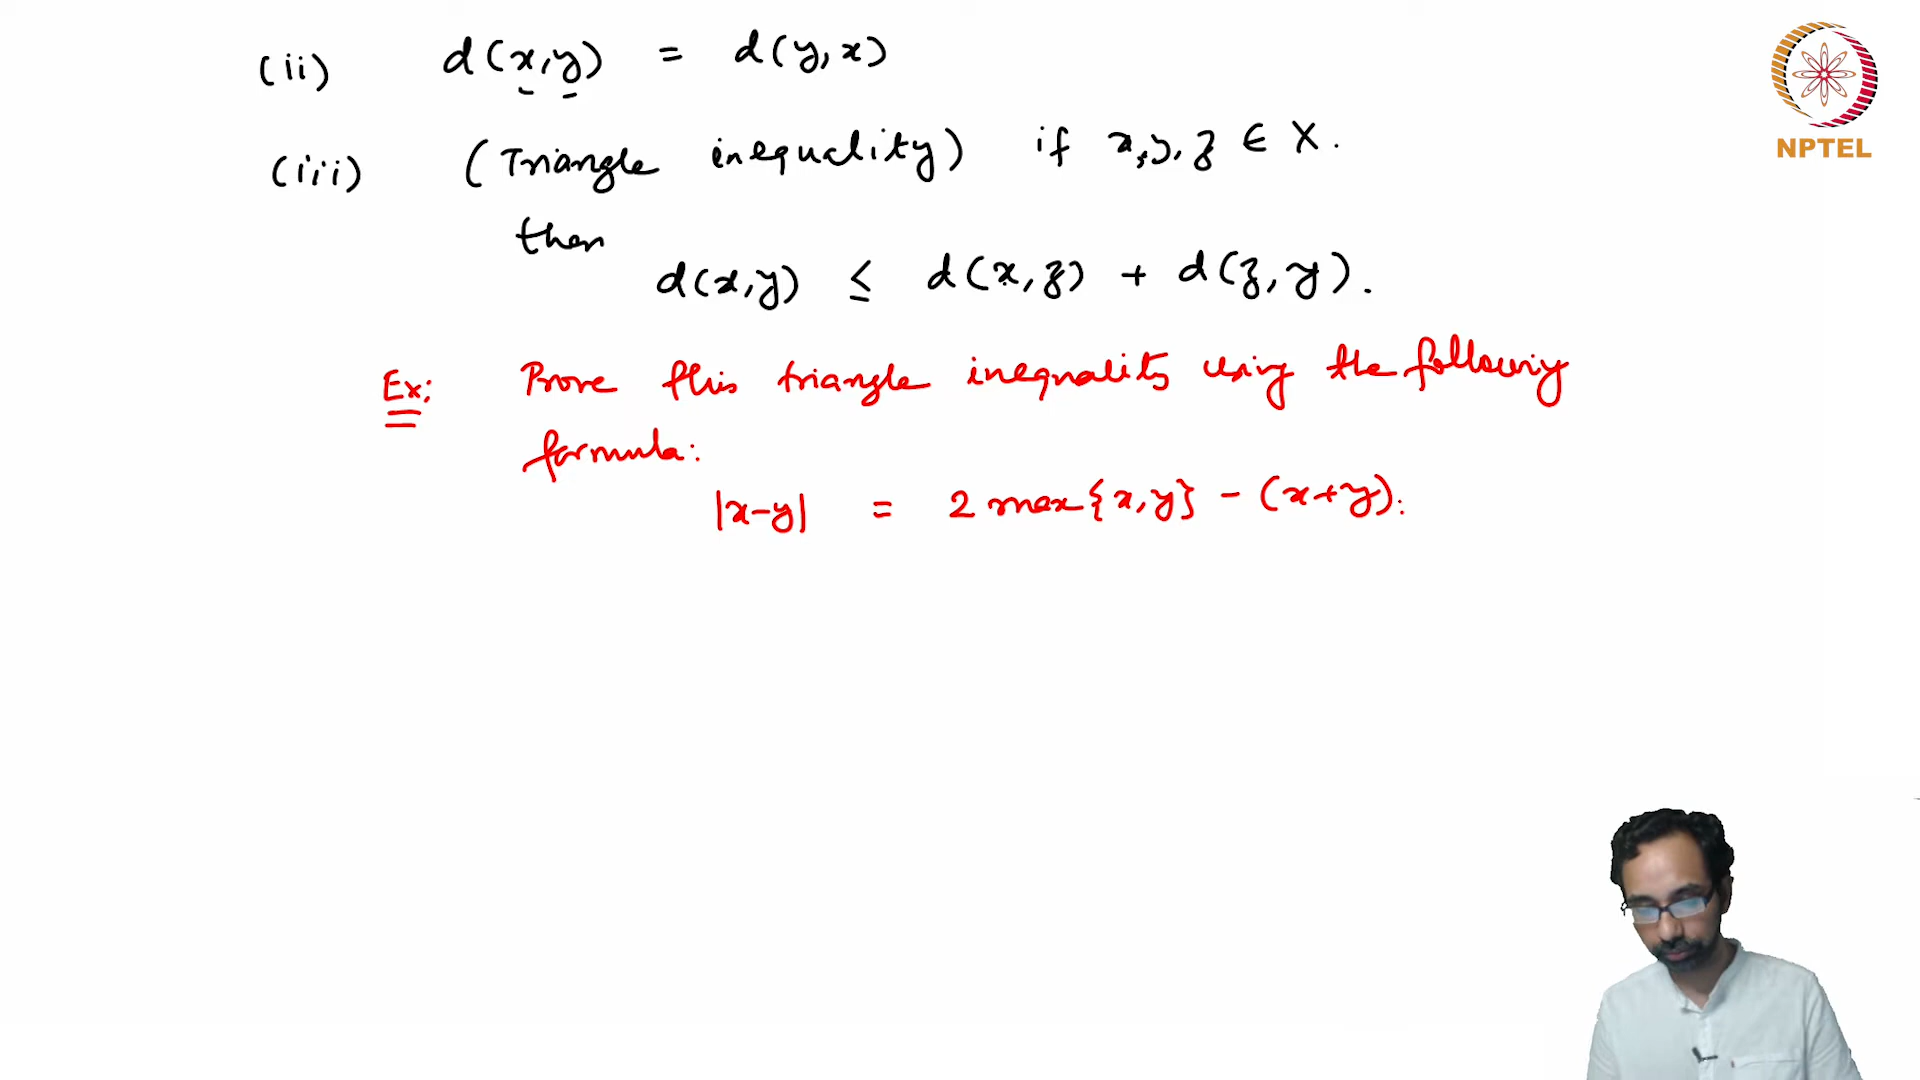 (ii) d(x,y) = d(y,x)
(iii) (Triangle inequality) if x,y,z ∈ X.
then
d(x,y) ≤ d(x,z) + d(z,y).
Ex: Prove this triangle inequality using the following
formula:
|x-y| = 2 max{x,y} - (x+y).
NPTEL